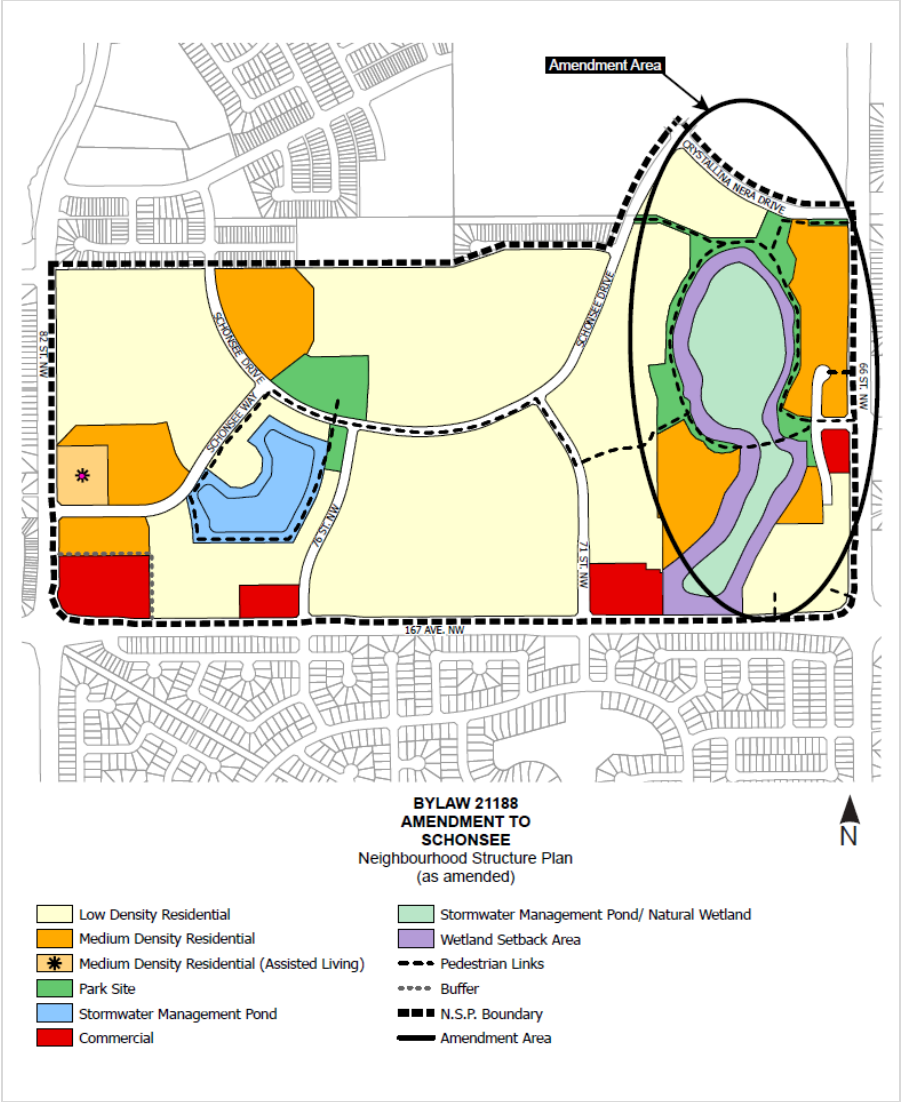 Amendment Area
CRYSTALLINA NERA DRIVE
SCHONSEE DRIVE
SCHONSEE DRIVE
82 ST. NW
66 ST. NW
SCHONSEE WAY
76 ST. NW
71 ST. NW
167 AVE. NW
BYLAW 21188
AMENDMENT TO
SCHONSEE
Neighbourhood Structure Plan
(as amended)
N
Low Density Residential
Medium Density Residential
Medium Density Residential (Assisted Living)
Park Site
Stormwater Management Pond
Commercial
Stormwater Management Pond/ Natural Wetland
Wetland Setback Area
Pedestrian Links
Buffer
N.S.P. Boundary
Amendment Area